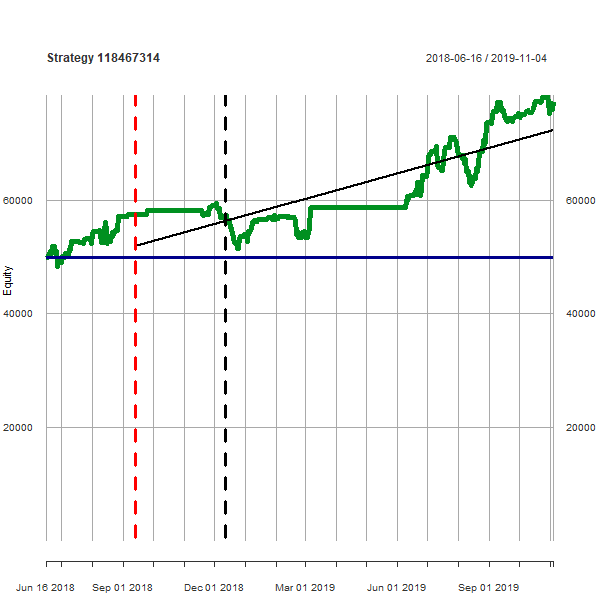 Strategy 118467314
2018-06-16 / 2019-11-04
60000
60000
Equity
40000
40000
20000
20000
Jun 16 2018
Sep 01 2018
Dec 01 2018
Mar 01 2019
Jun 01 2019
Sep 01 2019